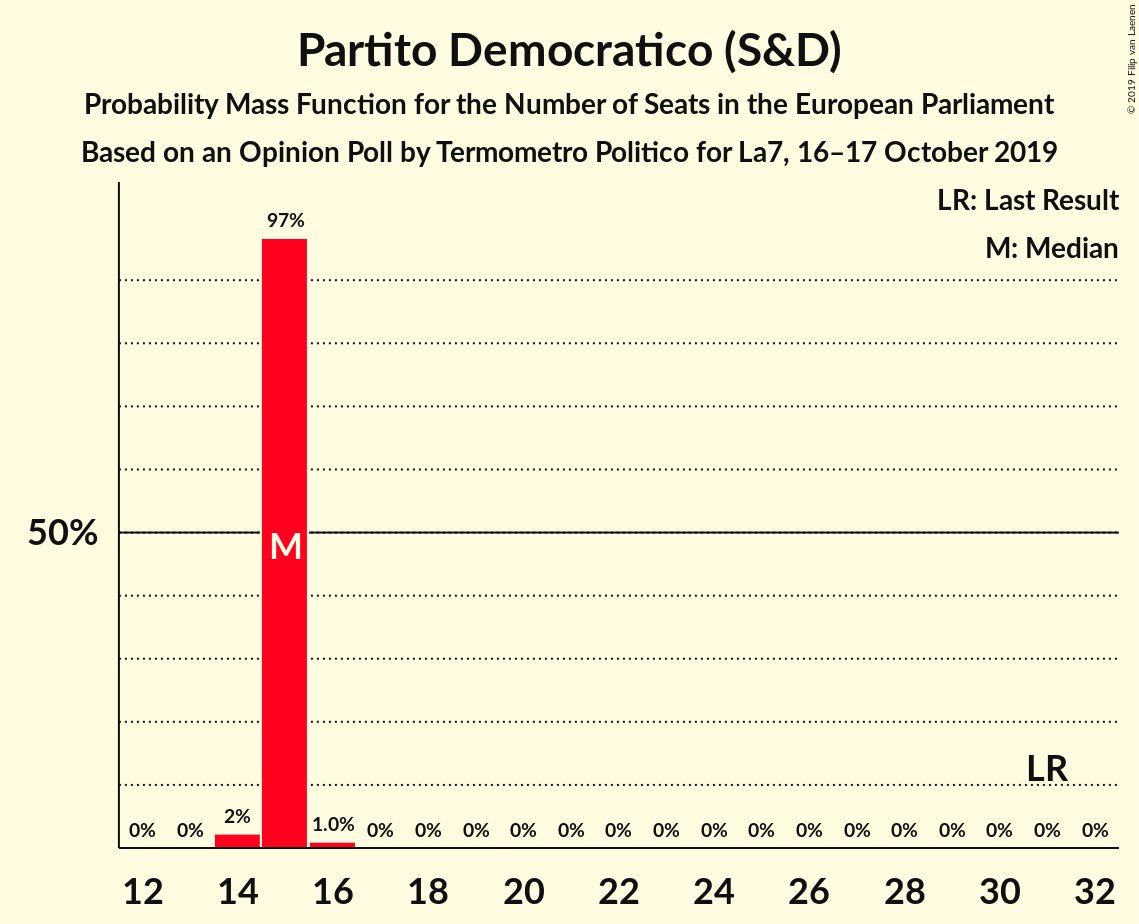 Partito Democratico (S&D)
Probability Mass Function for the Number of Seats in the European Parliament
Based on an Opinion Poll by Termometro Politico for La7, 16–17 October 2019
© 2019 Filip van Laenen
LR: Last Result
M: Median
97%
50%
M
LR
0% 0% 2% 1.0% 0% 0% 0% 0% 0% 0% 0% 0% 0% 0% 0% 0% 0% 0% 0% 0%
12 14 16 18 20 22 24 26 28 30 32